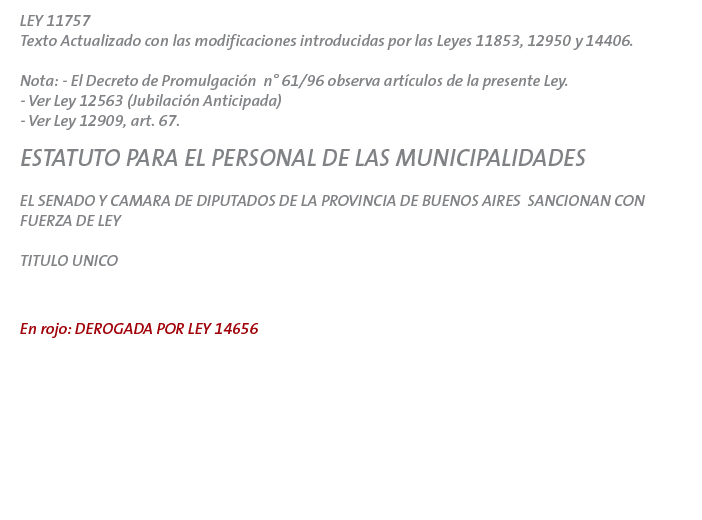 LEY 11757
Texto Actualizado con las modificaciones introducidas por las Leyes 11853, 12950 y 14406.
Nota: - El Decreto de Promulgación n° 61/96 observa artículos de la presente Ley.
- Ver Ley 12563 (Jubilación Anticipada)
- Ver Ley 12909, art. 67.
ESTATUTO PARA EL PERSONAL DE LAS MUNICIPALIDADES
EL SENADO Y CAMARA DE DIPUTADOS DE LA PROVINCIA DE BUENOS AIRES SANCIONAN CON
FUERZA DE LEY
TITULO UNICO
En rojo: DEROGADA POR LEY 14656